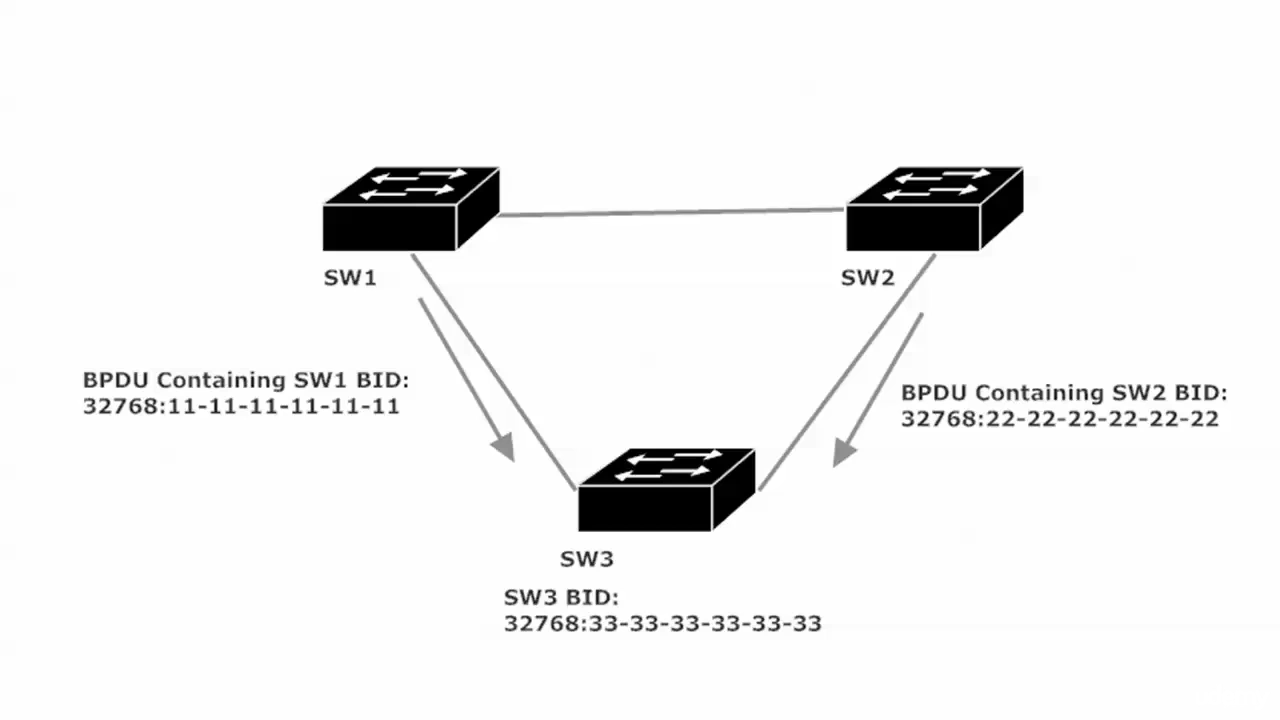 SW1
SW2
BPDU Containing SW1 BID:
32768:11-11-11-11-11-11
BPDU Containing SW2 BID:
32768:22-22-22-22-22-22
SW3
SW3 BID:
32768:33-33-33-33-33-33